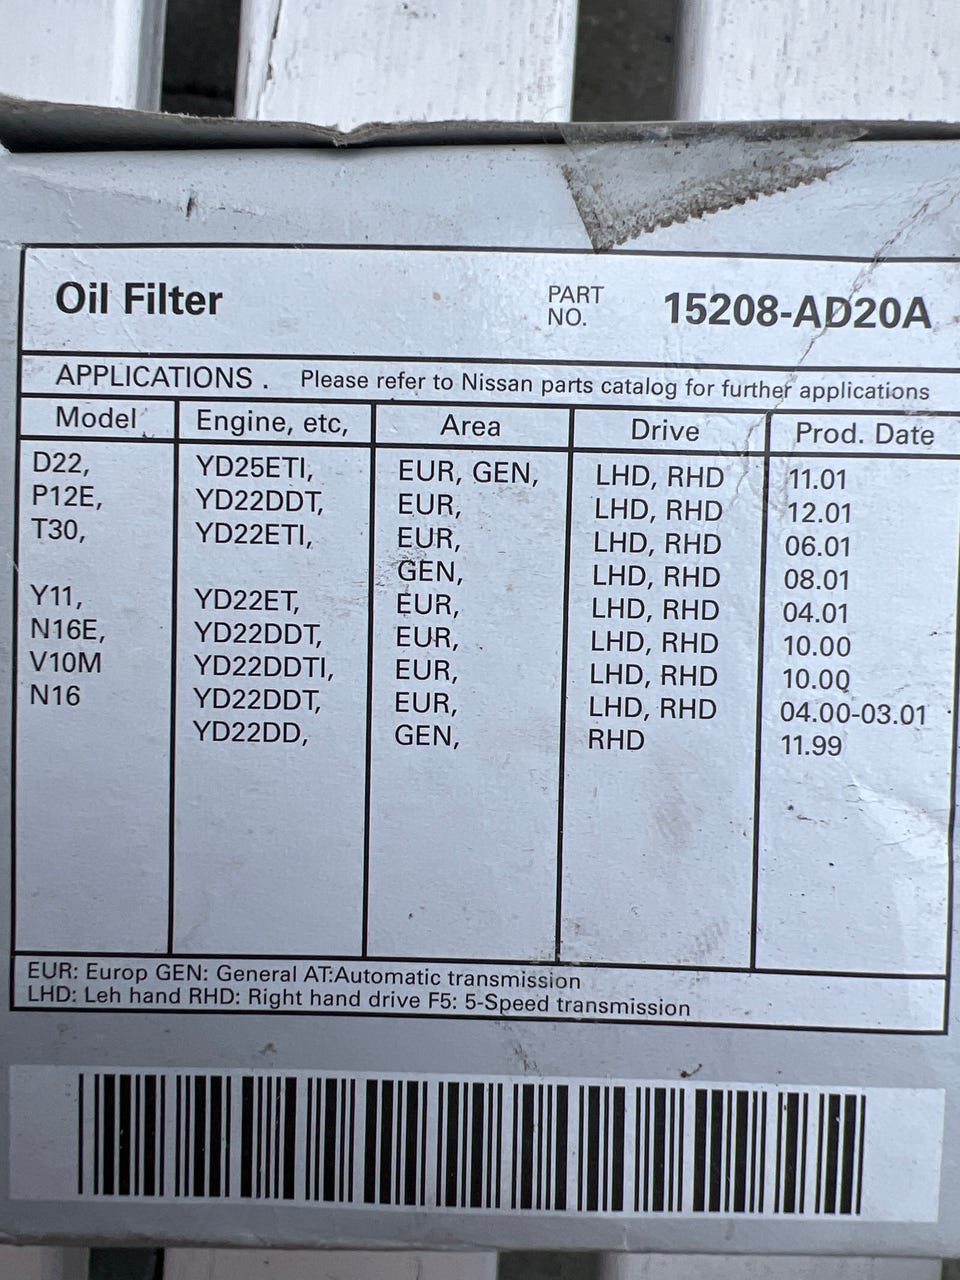 Oil Filter PART NO. 15208-AD20A
APPLICATIONS . Please refer to Nissan parts catalog for further applications
Model Engine, etc, Area Drive Prod. Date
D22, YD25ETI, EUR, GEN, LHD, RHD 11.01
P12E, YD22DDT, EUR, LHD, RHD 12.01
T30, YD22ETI, EUR, LHD, RHD 06.01
GEN, LHD, RHD 08.01
Y11, YD22ET, EUR, LHD, RHD 04.01
N16E, YD22DDT, EUR, LHD, RHD 10.00
V10M YD22DDTI, EUR, LHD, RHD 10.00
N16 YD22DDT, EUR, LHD, RHD 04.00-03.01
YD22DD, GEN, RHD 11.99
EUR: Europ GEN: General AT:Automatic transmission
LHD: Leh hand RHD: Right hand drive F5: 5-Speed transmission